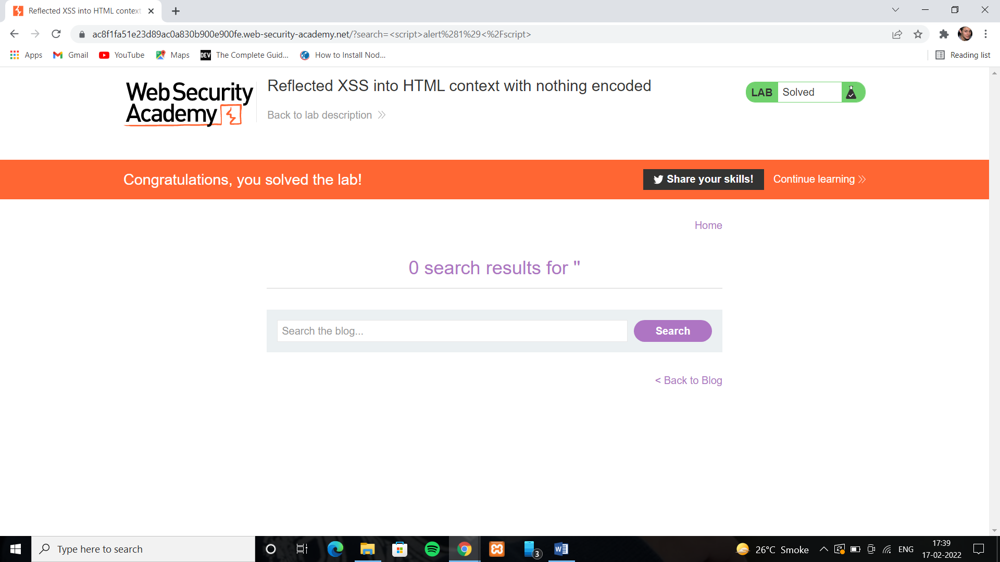 Reflected XSS into HTML context
ac8f1fa51e23d89ac0a830b900e900fe.web-security-academy.net/?search=<script>alert%281%29<%2Fscript>
Apps Gmail YouTube Maps DEV The Complete Guid... How to Install Nod... Reading list
Web Security
Academy
Reflected XSS into HTML context with nothing encoded
Back to lab description
LAB Solved
Congratulations, you solved the lab!
Share your skills!
Continue learning
Home
0 search results for ''
Search the blog...
Search
< Back to Blog
Type here to search
3
W
26°C Smoke
ENG
17:39
17-02-2022